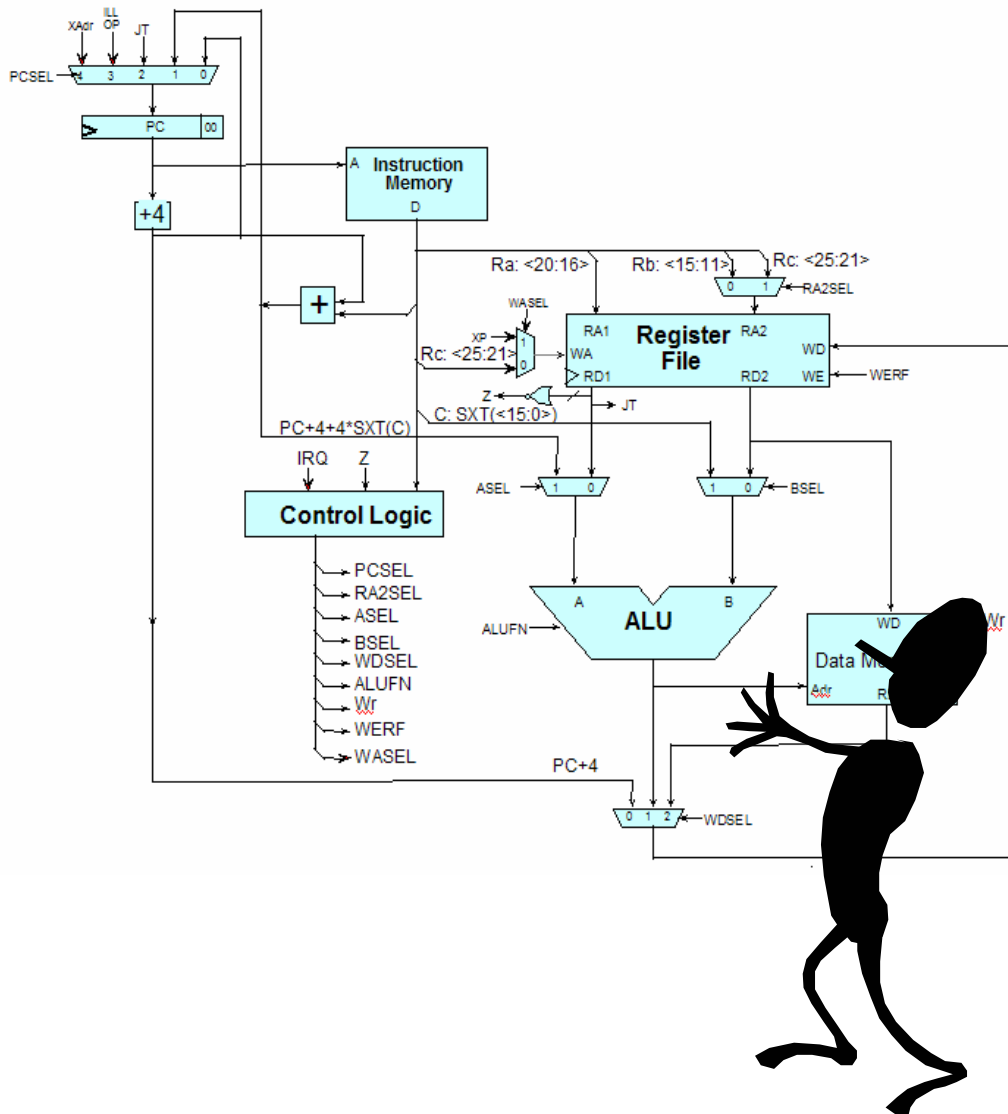 ILL
XAdr OP JT
PCSEL 4 3 2 1 0
PC 00
A Instruction
Memory
D
+4
Ra: <20:16> Rb: <15:11> Rc: <25:21>
0 1 RA2SEL
+
WASEL
XP 1
Rc: <25:21> 0
RA1 Register RA2
File
WA WD
RD1 RD2 WE WERF
Z JT
C: SXT(<15:0>)
PC+4+4*SXT(C)
IRQ Z
ASEL 1 0 1 0 BSEL
Control Logic
PCSEL
RA2SEL
ASEL
BSEL
WDSEL
ALUFN
Wr
WERF
WASEL
A B
ALU
ALUFN
WD Wr
Data
Adr
PC+4
0 1 2 WDSEL